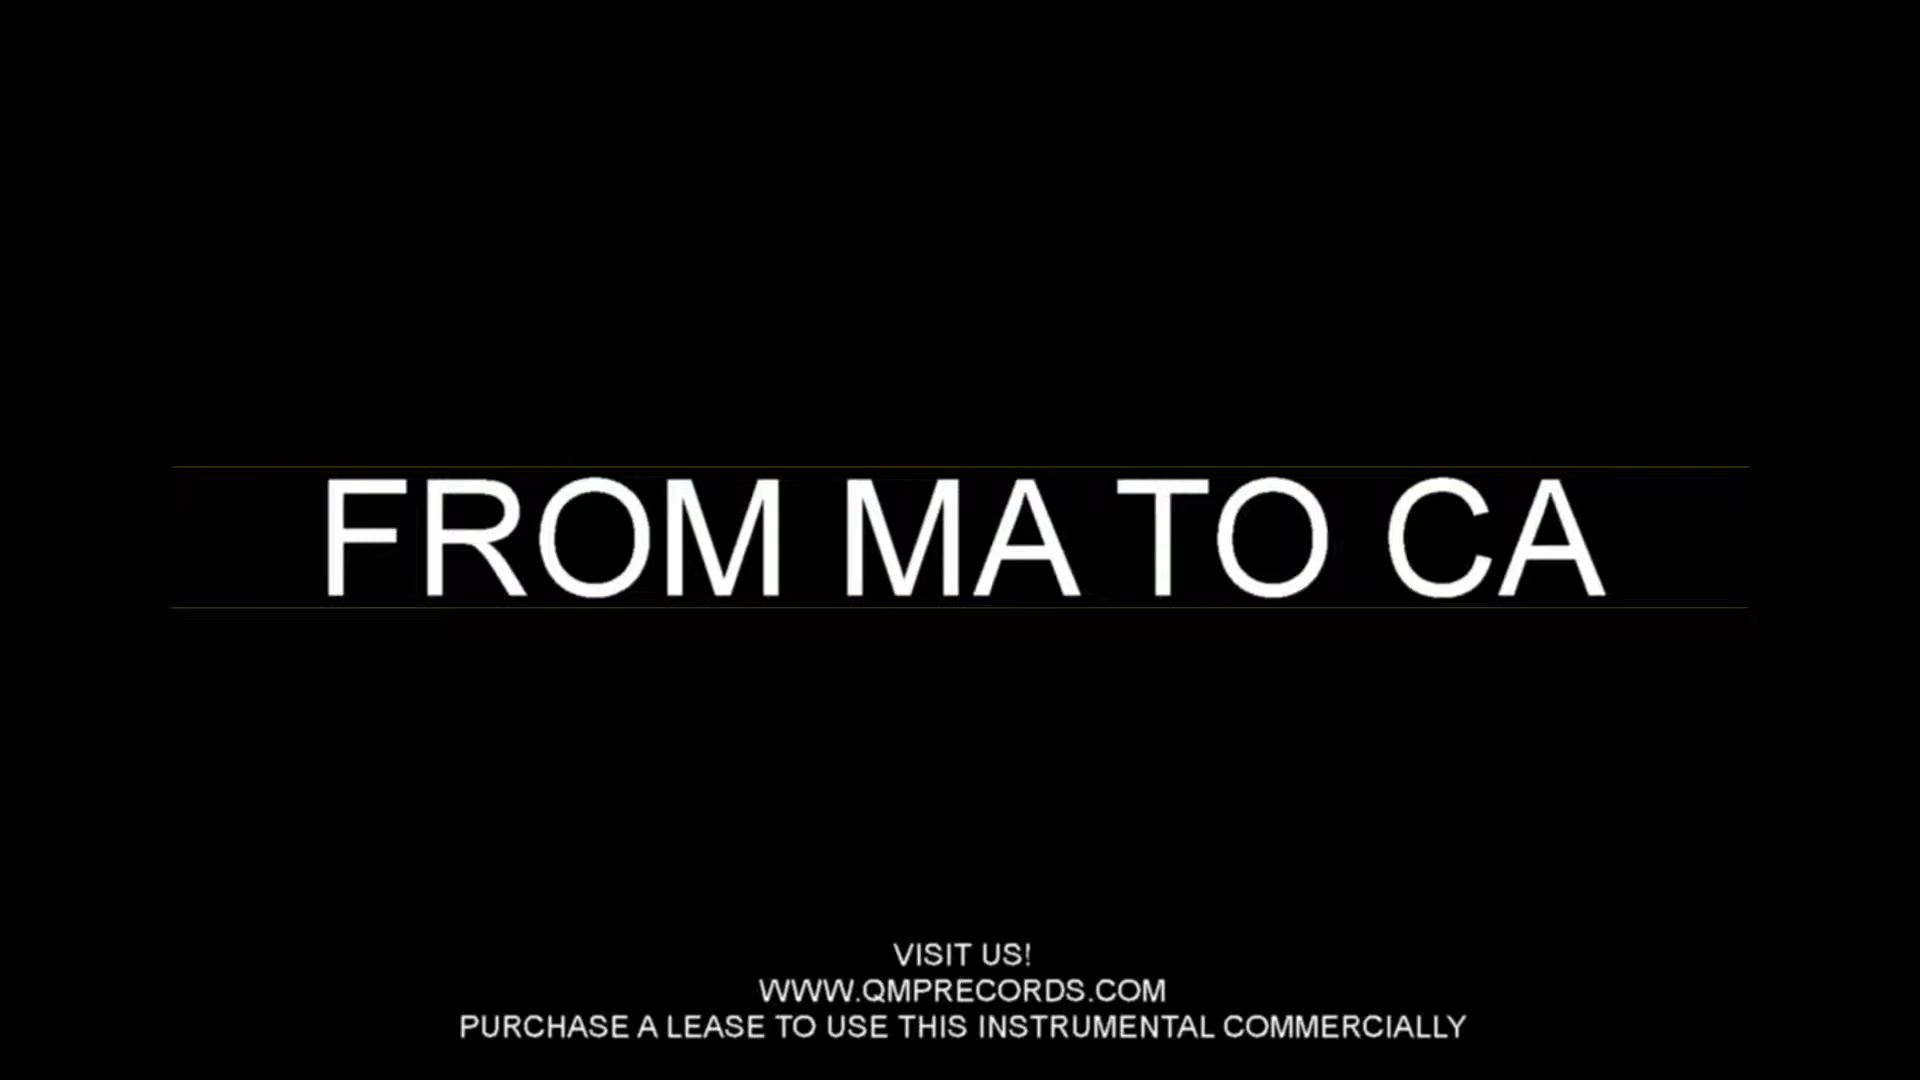 FROM MA TO CA
VISIT US!
WWW.QMPRECORDS.COM
PURCHASE A LEASE TO USE THIS INSTRUMENTAL COMMERCIALLY